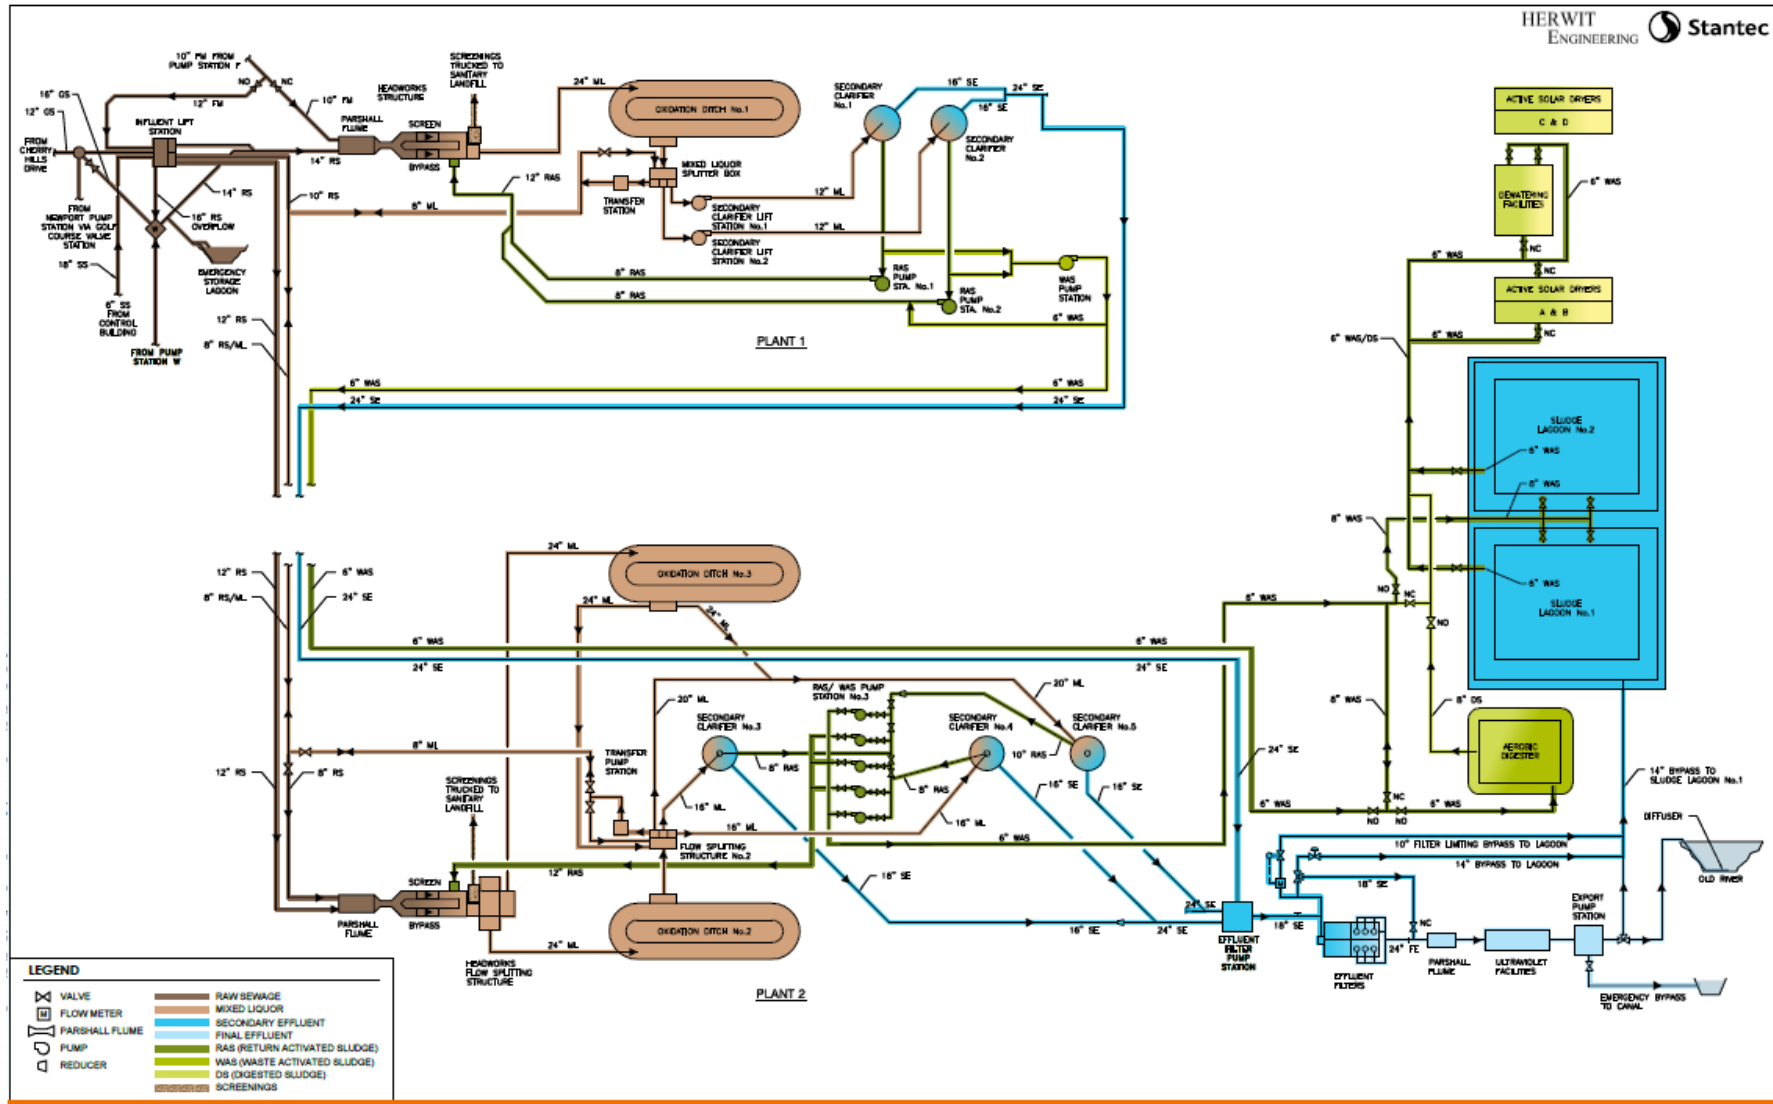 HERWIT
ENGINEERING
Stantec
10" FM FROM
PUMP STATION F
NO
NC
16" GS
12" GS
12" FM
10" FM
INFLUENT LIFT
STATION
FROM
CHERRY
HILLS
DRIVE
HEADWORKS
STRUCTURE
SCREENINGS
TRUCKED TO
SANITARY
LANDFILL
PARSHALL
FLUME
SCREEN
BYPASS
14" RS
14" RS
10" RS
16" RS
OVERFLOW
FROM
NEWPORT PUMP
STATION VIA GOLF
COURSE VALVE
STATION
18" SS
6" SS
FROM
CONTROL
BUILDING
EMERGENCY
STORAGE
LAGOON
FROM PUMP
STATION W
12" RS
8" RS/ML
24" ML
OXIDATION DITCH No.1
12" RAS
8" ML
TRANSFER
STATION
MIXED LIQUOR
SPLITTER BOX
SECONDARY
CLARIFIER LIFT
STATION No.1
SECONDARY
CLARIFIER LIFT
STATION No.2
12" ML
12" ML
SECONDARY
CLARIFIER
No.1
SECONDARY
CLARIFIER
No.2
16" SE
16" SE
24" SE
8" RAS
8" RAS
RAS
PUMP
STA. No.1
RAS
PUMP
STA. No.2
WAS
PUMP
STATION
6" WAS
PLANT 1
6" WAS
6" WAS
24" SE
24" SE
ACTIVE SOLAR DRYERS
C & D
DEWATERING
FACILITIES
6" WAS
6" WAS
NC
NC
ACTIVE SOLAR DRYERS
A & B
NC
6" WAS/DS
6" WAS
SLUDGE
LAGOON No.2
6" WAS
8" WAS
8" WAS
6" WAS
SLUDGE
LAGOON No.1
NO
NC
NO
12" RS
8" RS/ML
6" WAS
24" SE
24" ML
OXIDATION DITCH No.3
24" ML
24" ML
6" WAS
24" SE
6" WAS
24" SE
6" WAS
20" ML
20" ML
RAS/ WAS PUMP
STATION No.3
SECONDARY
CLARIFIER No.3
SECONDARY
CLARIFIER No.4
SECONDARY
CLARIFIER No.5
8" ML
TRANSFER
PUMP
STATION
8" RAS
8" RAS
10" RAS
16" ML
16" ML
16" ML
16" SE
16" SE
16" SE
16" SE
24" SE
24" SE
24" SE
6" WAS
8" WAS
8" DS
AEROBIC
DIGESTER
6" WAS
6" WAS
NC
NO
NO
14" BYPASS TO
SLUDGE LAGOON No.1
12" RS
8" RS
SCREENINGS
TRUCKED TO
SANITARY
LANDFILL
FLOW SPLITTING
STRUCTURE No.2
12" RAS
SCREEN
BYPASS
PARSHALL
FLUME
24" ML
HEADWORKS
FLOW SPLITTING
STRUCTURE
OXIDATION DITCH No.2
PLANT 2
EFFLUENT
FILTER
PUMP
STATION
18" SE
18" SE
M
10" FILTER LIMITING BYPASS TO LAGOON
14" BYPASS TO LAGOON
NC
24" FE
EFFLUENT
FILTERS
PARSHALL
FLUME
ULTRAVIOLET
FACILITIES
EXPORT
PUMP
STATION
DIFFUSER
OLD RIVER
EMERGENCY BYPASS
TO CANAL
LEGEND
VALVE
M FLOW METER
PARSHALL FLUME
PUMP
REDUCER
RAW SEWAGE
MIXED LIQUOR
SECONDARY EFFLUENT
FINAL EFFLUENT
RAS (RETURN ACTIVATED SLUDGE)
WAS (WASTE ACTIVATED SLUDGE)
DS (DIGESTED SLUDGE)
SCREENINGS